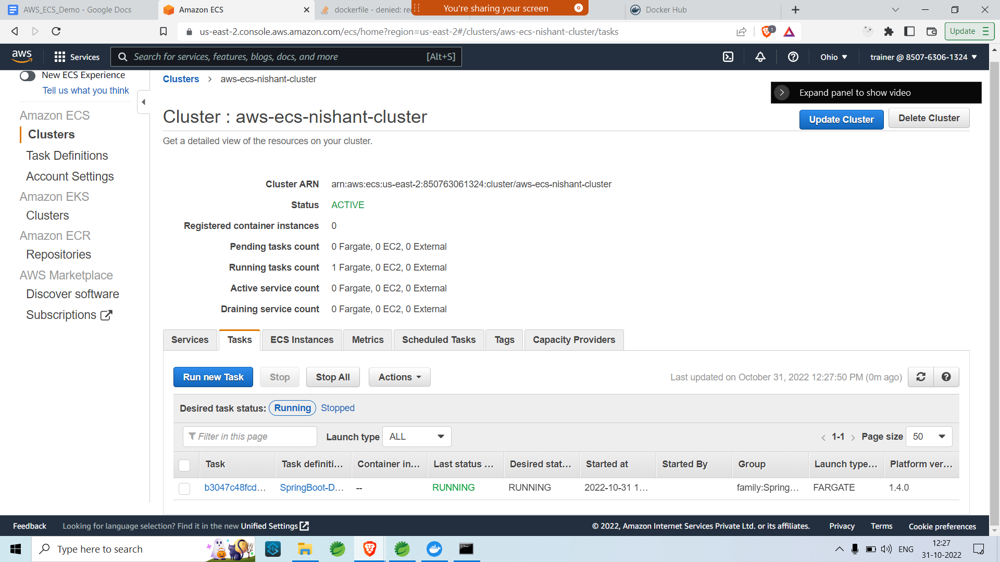 AWS_ECS_Demo - Google Docs
Amazon ECS
dockerfile - denied: re
You're sharing your screen
Docker Hub
us-east-2.console.aws.amazon.com/ecs/home?region=us-east-2#/clusters/aws-ecs-nishant-cluster/tasks
1
Update
aws
Services
Search for services, features, blogs, docs, and more
[Alt+S]
Ohio
trainer @ 8507-6306-1324
New ECS Experience
Tell us what you think
Amazon ECS
Clusters
Task Definitions
Account Settings
Amazon EKS
Clusters
Amazon ECR
Repositories
AWS Marketplace
Discover software
Subscriptions
Clusters > aws-ecs-nishant-cluster
Expand panel to show video
Cluster : aws-ecs-nishant-cluster
Update Cluster
Delete Cluster
Get a detailed view of the resources on your cluster.
Cluster ARN arn:aws:ecs:us-east-2:850763061324:cluster/aws-ecs-nishant-cluster
Status ACTIVE
Registered container instances 0
Pending tasks count 0 Fargate, 0 EC2, 0 External
Running tasks count 1 Fargate, 0 EC2, 0 External
Active service count 0 Fargate, 0 EC2, 0 External
Draining service count 0 Fargate, 0 EC2, 0 External
Services Tasks ECS Instances Metrics Scheduled Tasks Tags Capacity Providers
Run new Task Stop Stop All Actions
Last updated on October 31, 2022 12:27:50 PM (0m ago)
Desired task status: Running Stopped
Filter in this page
Launch type ALL
1-1 Page size 50
Task Task definiti... Container in... Last status ... Desired stat... Started at Started By Group Launch type... Platform ver...
b3047c48fcd... SpringBoot-D... -- RUNNING RUNNING 2022-10-31 1... family:Spring... FARGATE 1.4.0
Feedback Looking for language selection? Find it in the new Unified Settings
© 2022, Amazon Internet Services Private Ltd. or its affiliates. Privacy Terms Cookie preferences
Type here to search
ENG
12:27
31-10-2022